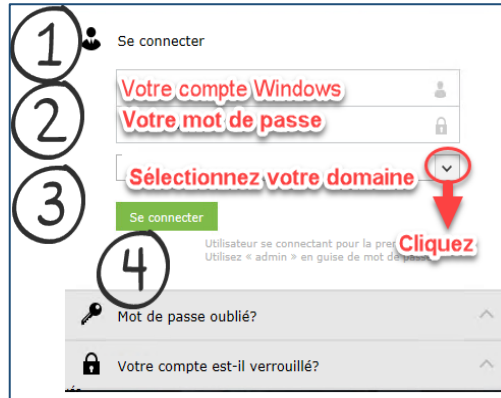 1
Se connecter
Votre compte Windows
2
Votre mot de passe
3
Sélectionnez votre domaine
Se connecter
Cliquez
4
Utilisateur se connectant pour la
Utilisez « admin » en guise de mot de
Mot de passe oublié?
Votre compte est-il verrouillé?